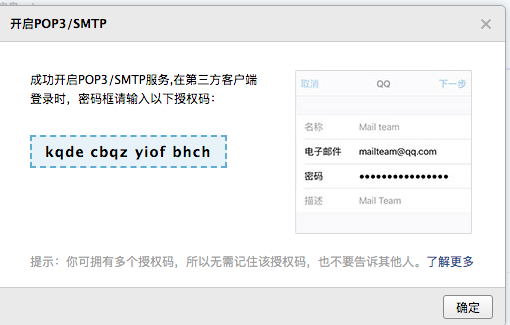 开启POP3/SMTP
成功开启POP3/SMTP服务,在第三方客户端
登录时，密码框请输入以下授权码：
kqde cbqz yiof bhch
取消 QQ 下一步
名称 Mail team
电子邮件 mailteam@qq.com
密码 ●●●●●●●●●●●●●●●●
描述 Mail Team
提示：你可拥有多个授权码，所以无需记住该授权码，也不要告诉其他人。了解更多
确定